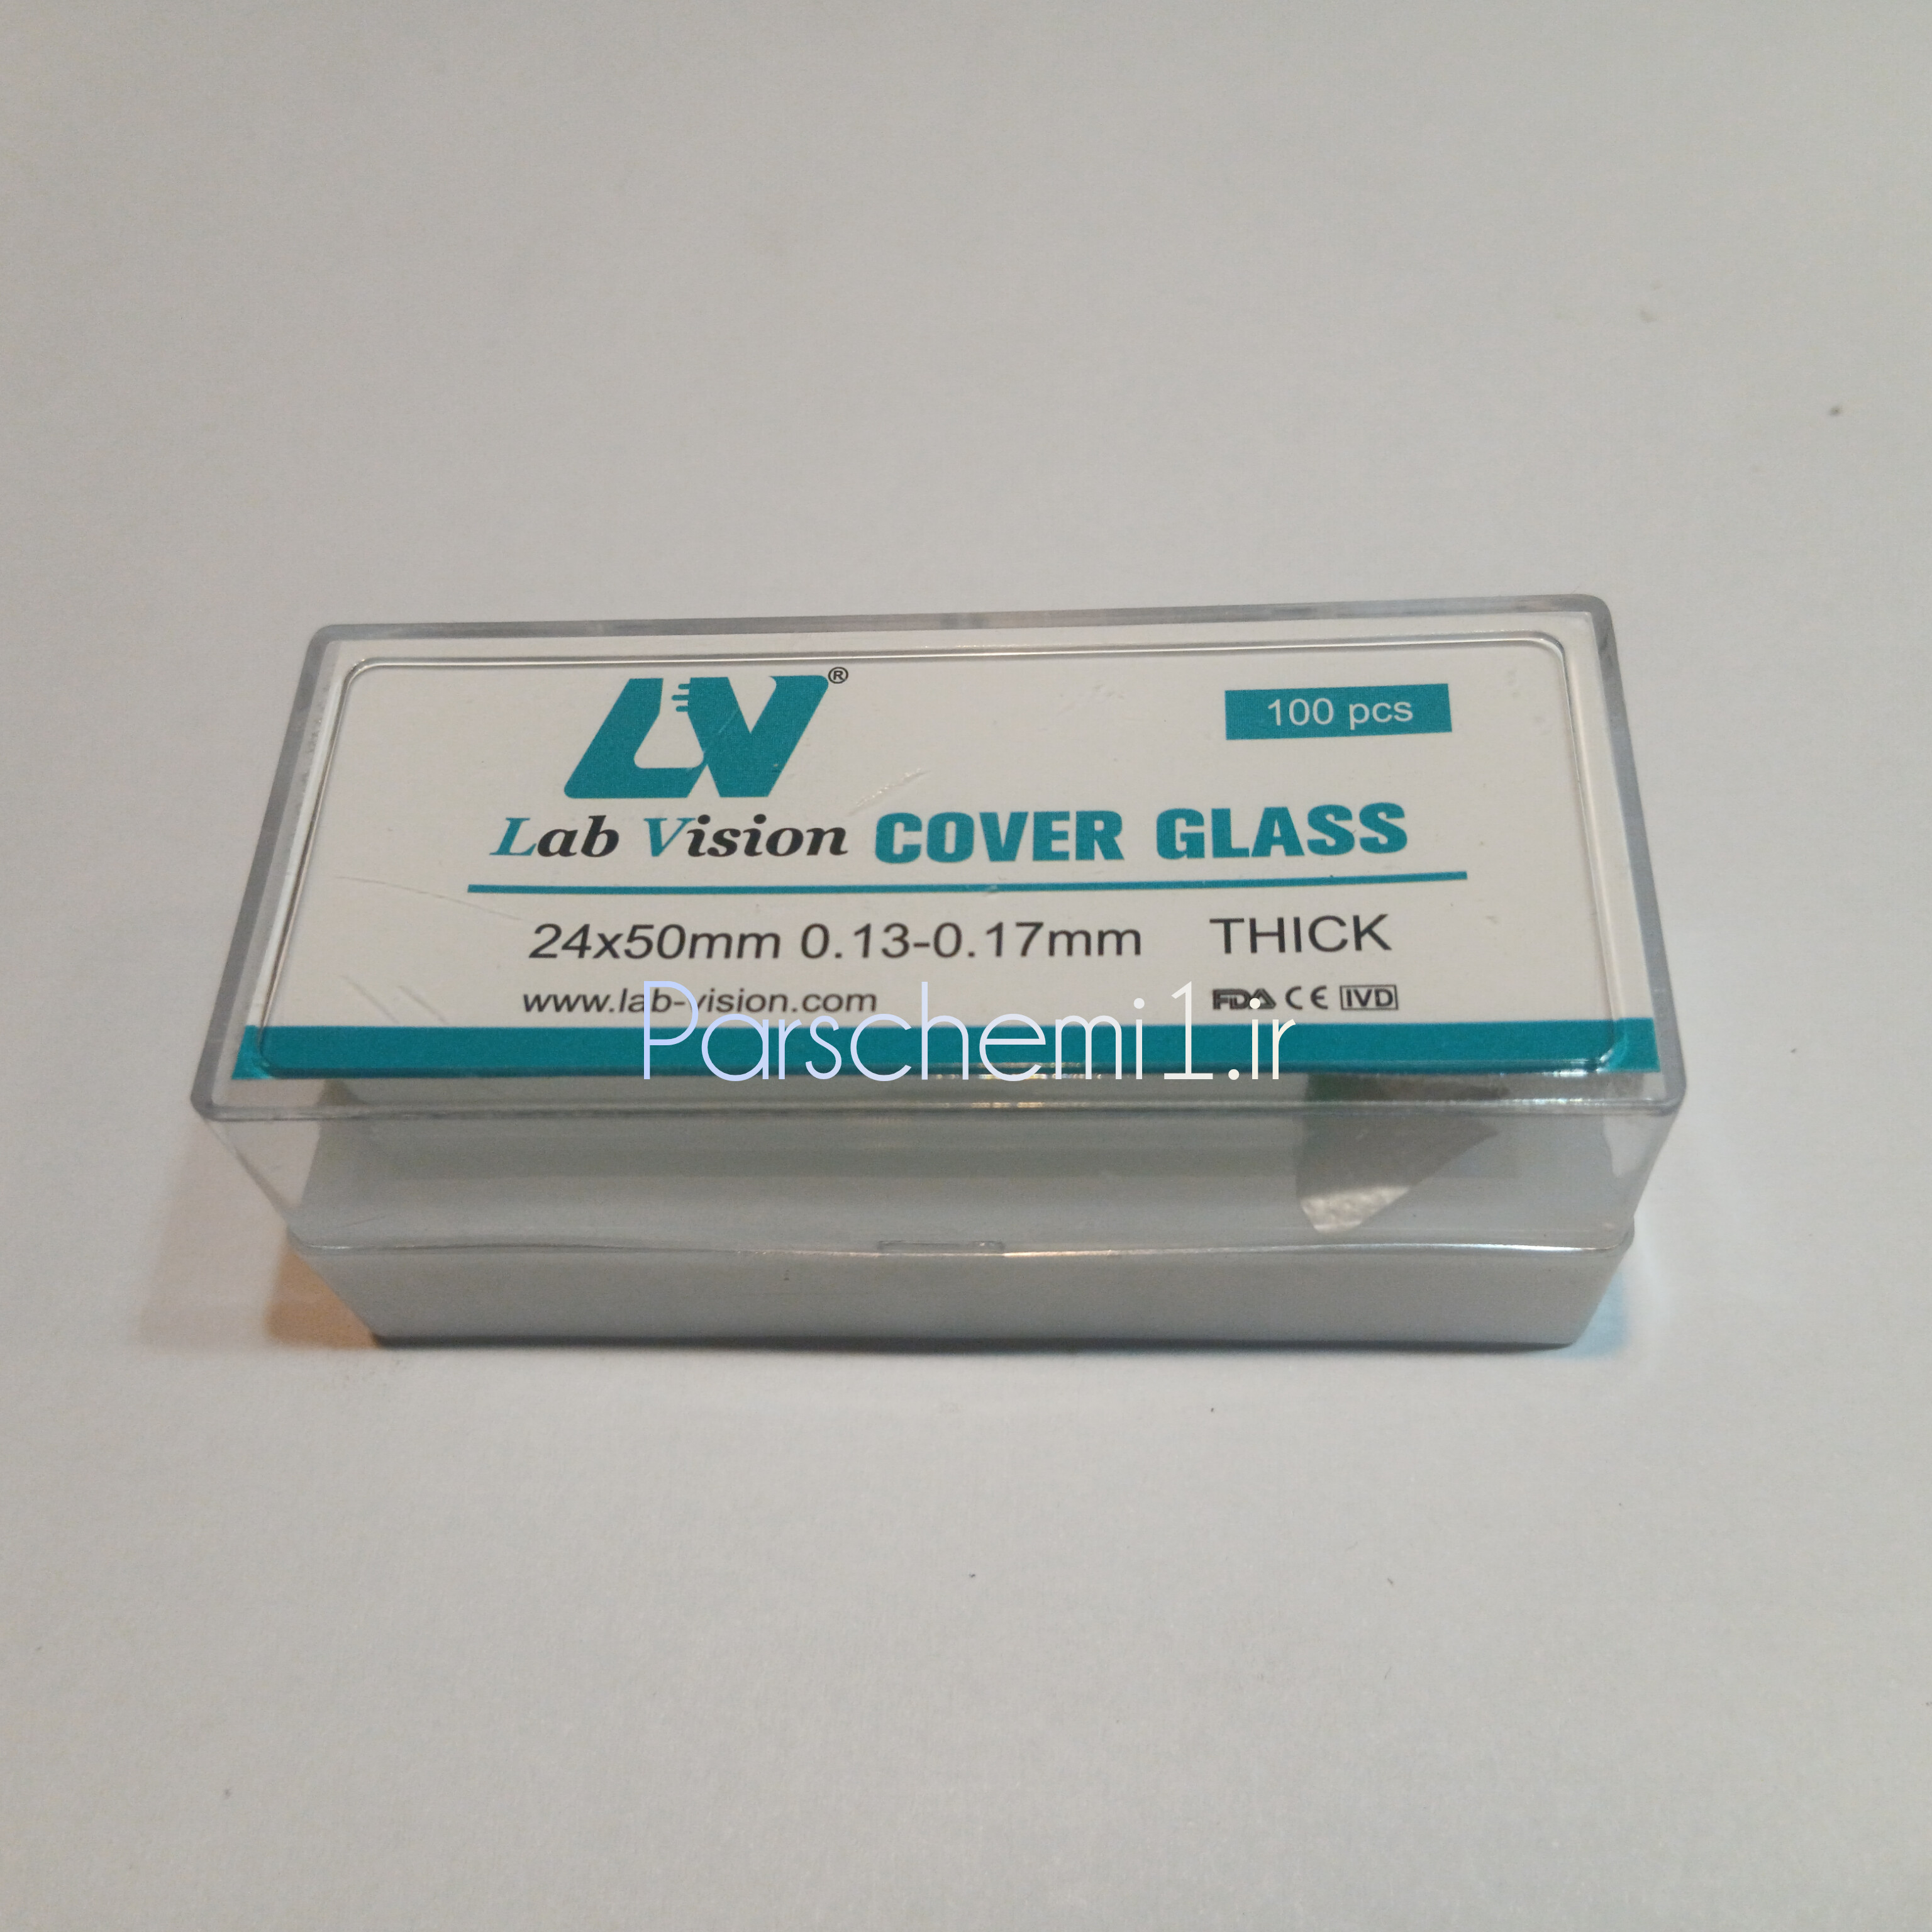 LV®
100 pcs
Lab Vision COVER GLASS
24x50mm 0.13-0.17mm THICK
www.lab-vision.com FDA CE IVD
Parschemi1.ir